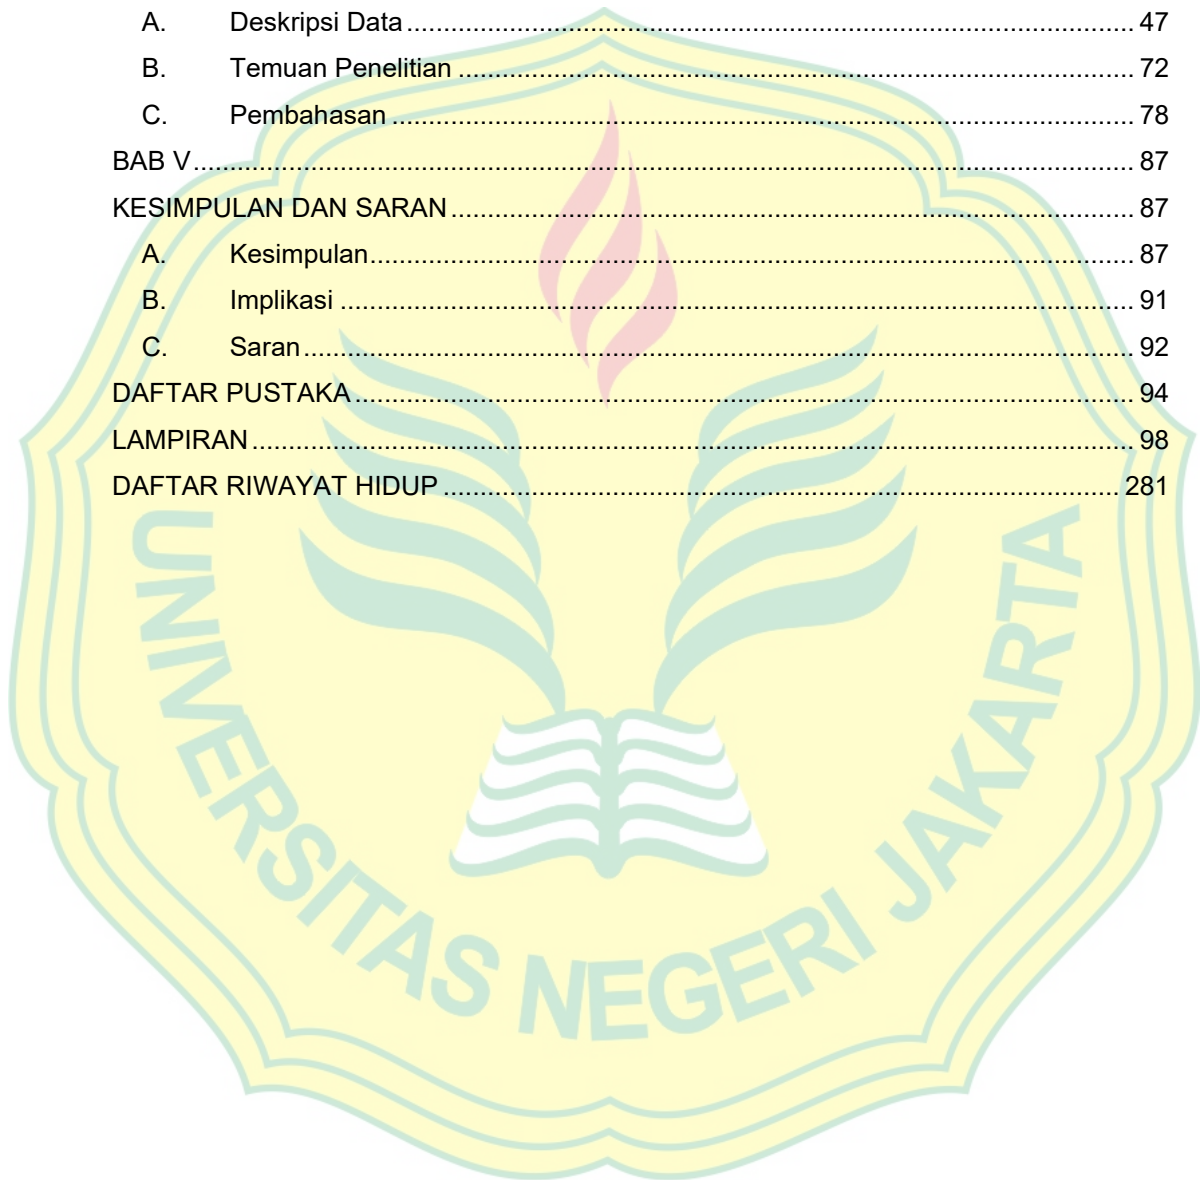 A. Deskripsi Data ........................................................................ 47
B. Temuan Penelitian ........................................................................ 72
C. Pembahasan ........................................................................ 78
BAB V ........................................................................ 87
KESIMPULAN DAN SARAN ........................................................................ 87
A. Kesimpulan ........................................................................ 87
B. Implikasi ........................................................................ 91
C. Saran ........................................................................ 92
DAFTAR PUSTAKA ........................................................................ 94
LAMPIRAN ........................................................................ 98
DAFTAR RIWAYAT HIDUP ........................................................................ 281
UNIVERSITAS NEGERI JAKARTA